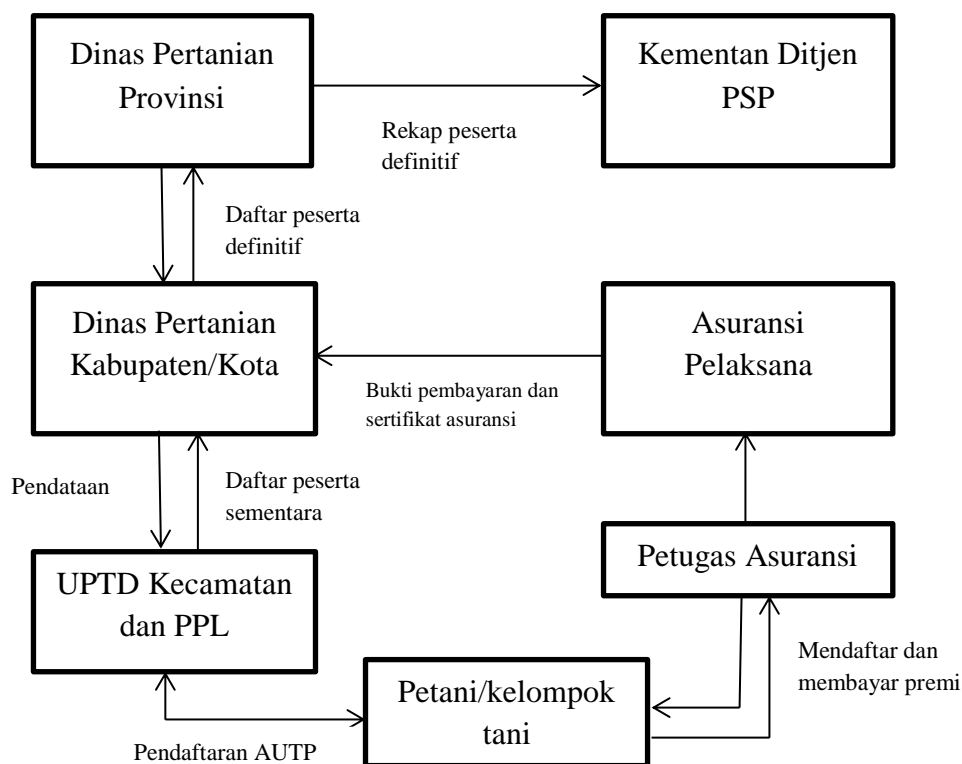 Dinas Pertanian
Provinsi
Kementan Ditjen
PSP
Rekap peserta
definitif
Daftar peserta
definitif
Dinas Pertanian
Kabupaten/Kota
Asuransi
Pelaksana
Bukti pembayaran dan
sertifikat asuransi
Pendataan
Daftar peserta
sementara
UPTD Kecamatan
dan PPL
Petugas Asuransi
Mendaftar dan
membayar premi
Petani/kelompok
tani
Pendaftaran AUTP